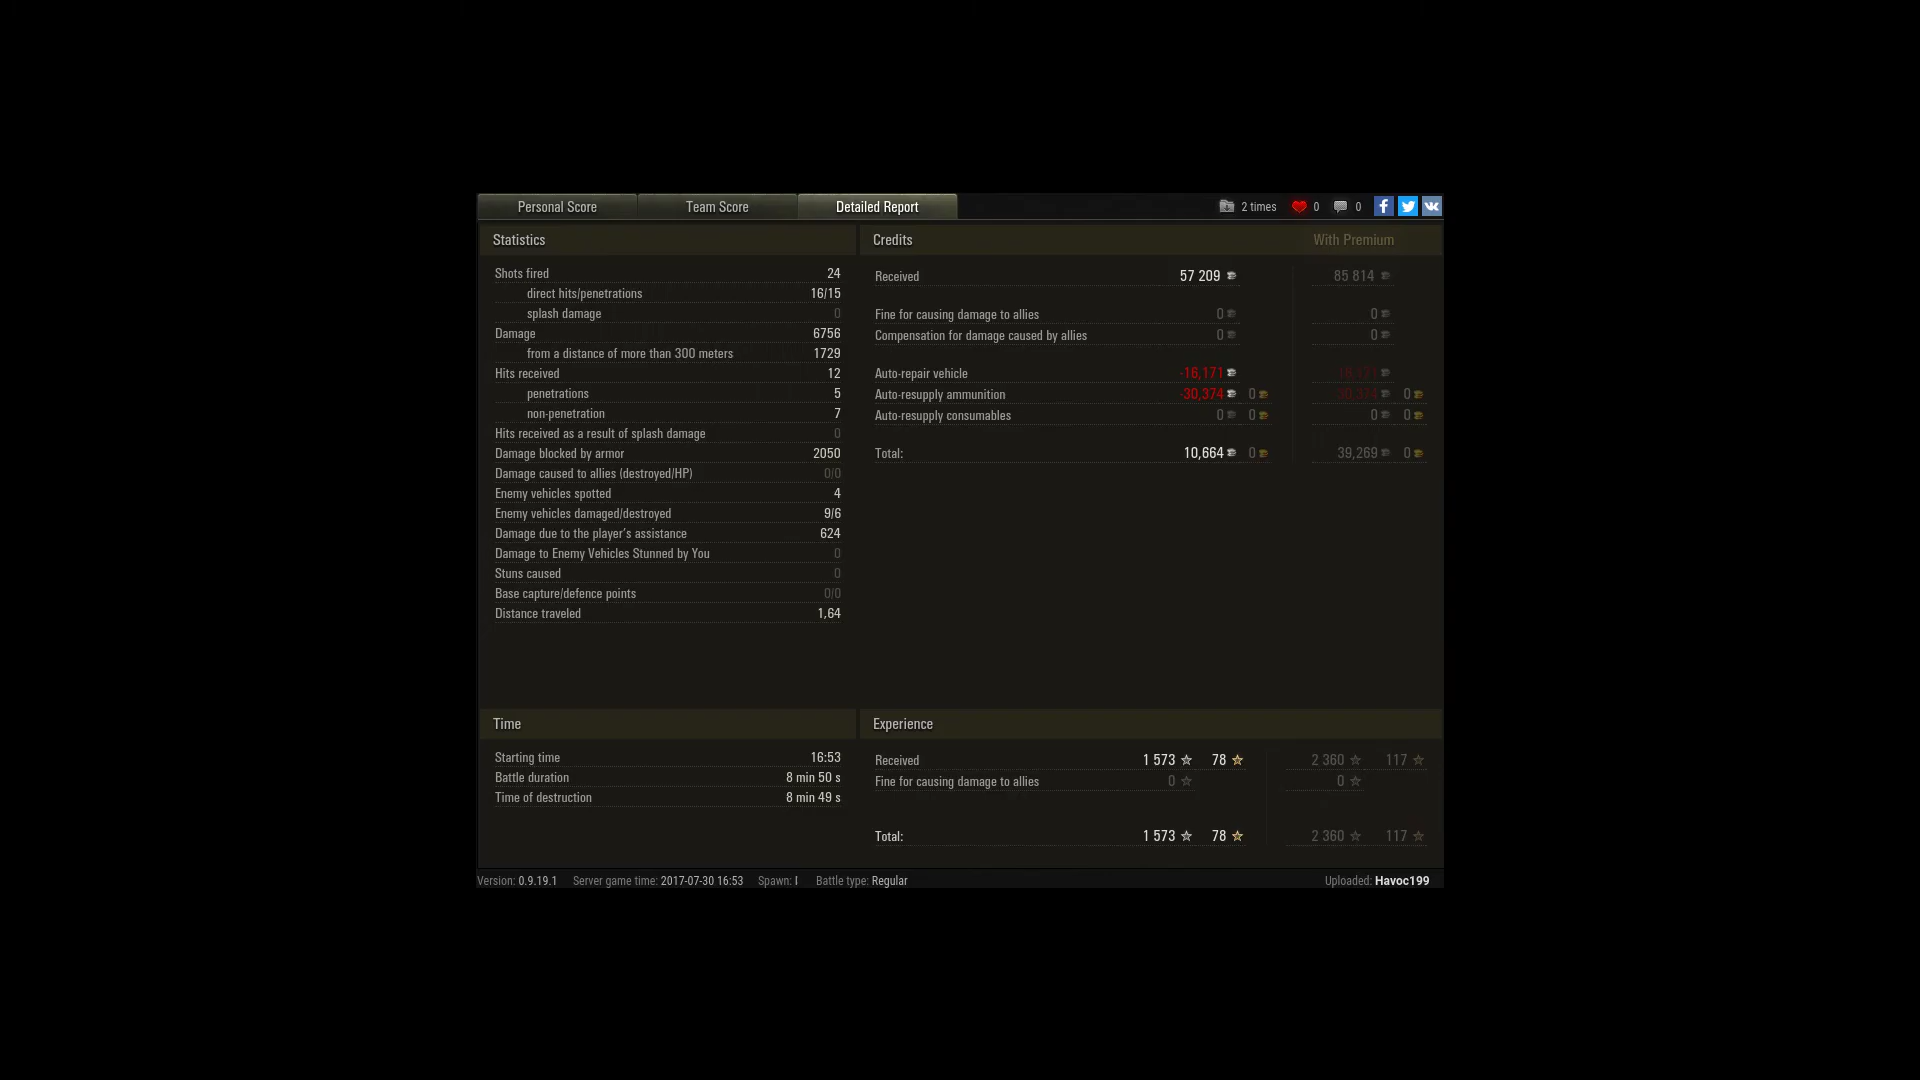 Personal Score Team Score Detailed Report 2 times 0 0
Statistics
Shots fired 24
direct hits/penetrations 16/15
splash damage 0
Damage 6756
from a distance of more than 300 meters 1729
Hits received 12
penetrations 5
non-penetration 7
Hits received as a result of splash damage 0
Damage blocked by armor 2050
Damage caused to allies (destroyed/HP) 0/0
Enemy vehicles spotted 4
Enemy vehicles damaged/destroyed 9/6
Damage due to the player's assistance 624
Damage to Enemy Vehicles Stunned by You 0
Stuns caused 0
Base capture/defence points 0/0
Distance traveled 1,64
Credits With Premium
Received 57 209 85 814
Fine for causing damage to allies 0 0
Compensation for damage caused by allies 0 0
Auto-repair vehicle -16,171 -16,171
Auto-resupply ammunition -30,374 0 -30,374 0
Auto-resupply consumables 0 0 0 0
Total: 10,664 0 39,269 0
Time
Starting time 16:53
Battle duration 8 min 50 s
Time of destruction 8 min 49 s
Experience
Received 1 573 78 2 360 117
Fine for causing damage to allies 0 0
Total: 1 573 78 2 360 117
Version: 0.9.19.1 Server game time: 2017-07-30 16:53 Spawn: I Battle type: Regular Uploaded: Havoc199